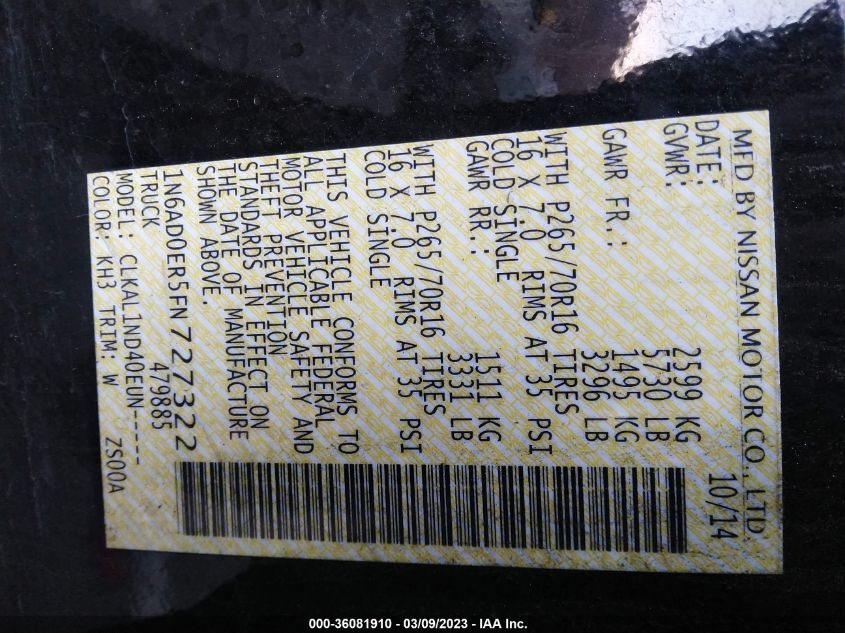 MFD BY NISSAN MOTOR CO., LTD.
DATE: 10/14
GVWR: 2599 KG
5730 LB
GAWR FR.: 1495 KG
3296 LB
WITH P265/70R16 TIRES
16 X 7.0 RIMS AT 35 PSI
COLD SINGLE
GAWR RR.: 1511 KG
3331 LB
WITH P265/70R16 TIRES
16 X 7.0 RIMS AT 35 PSI
COLD SINGLE
THIS VEHICLE CONFORMS TO
ALL APPLICABLE FEDERAL
MOTOR VEHICLE SAFETY AND
THEFT PREVENTION
STANDARDS IN EFFECT ON
THE DATE OF MANUFACTURE
SHOWN ABOVE.
1N6AD0ER5FN727322
TRUCK 479885
MODEL: CLKALIND40EUN-----
COLOR: KH3 TRIM: W ZS00A
000-36081910 - 03/09/2023 - IAA Inc.